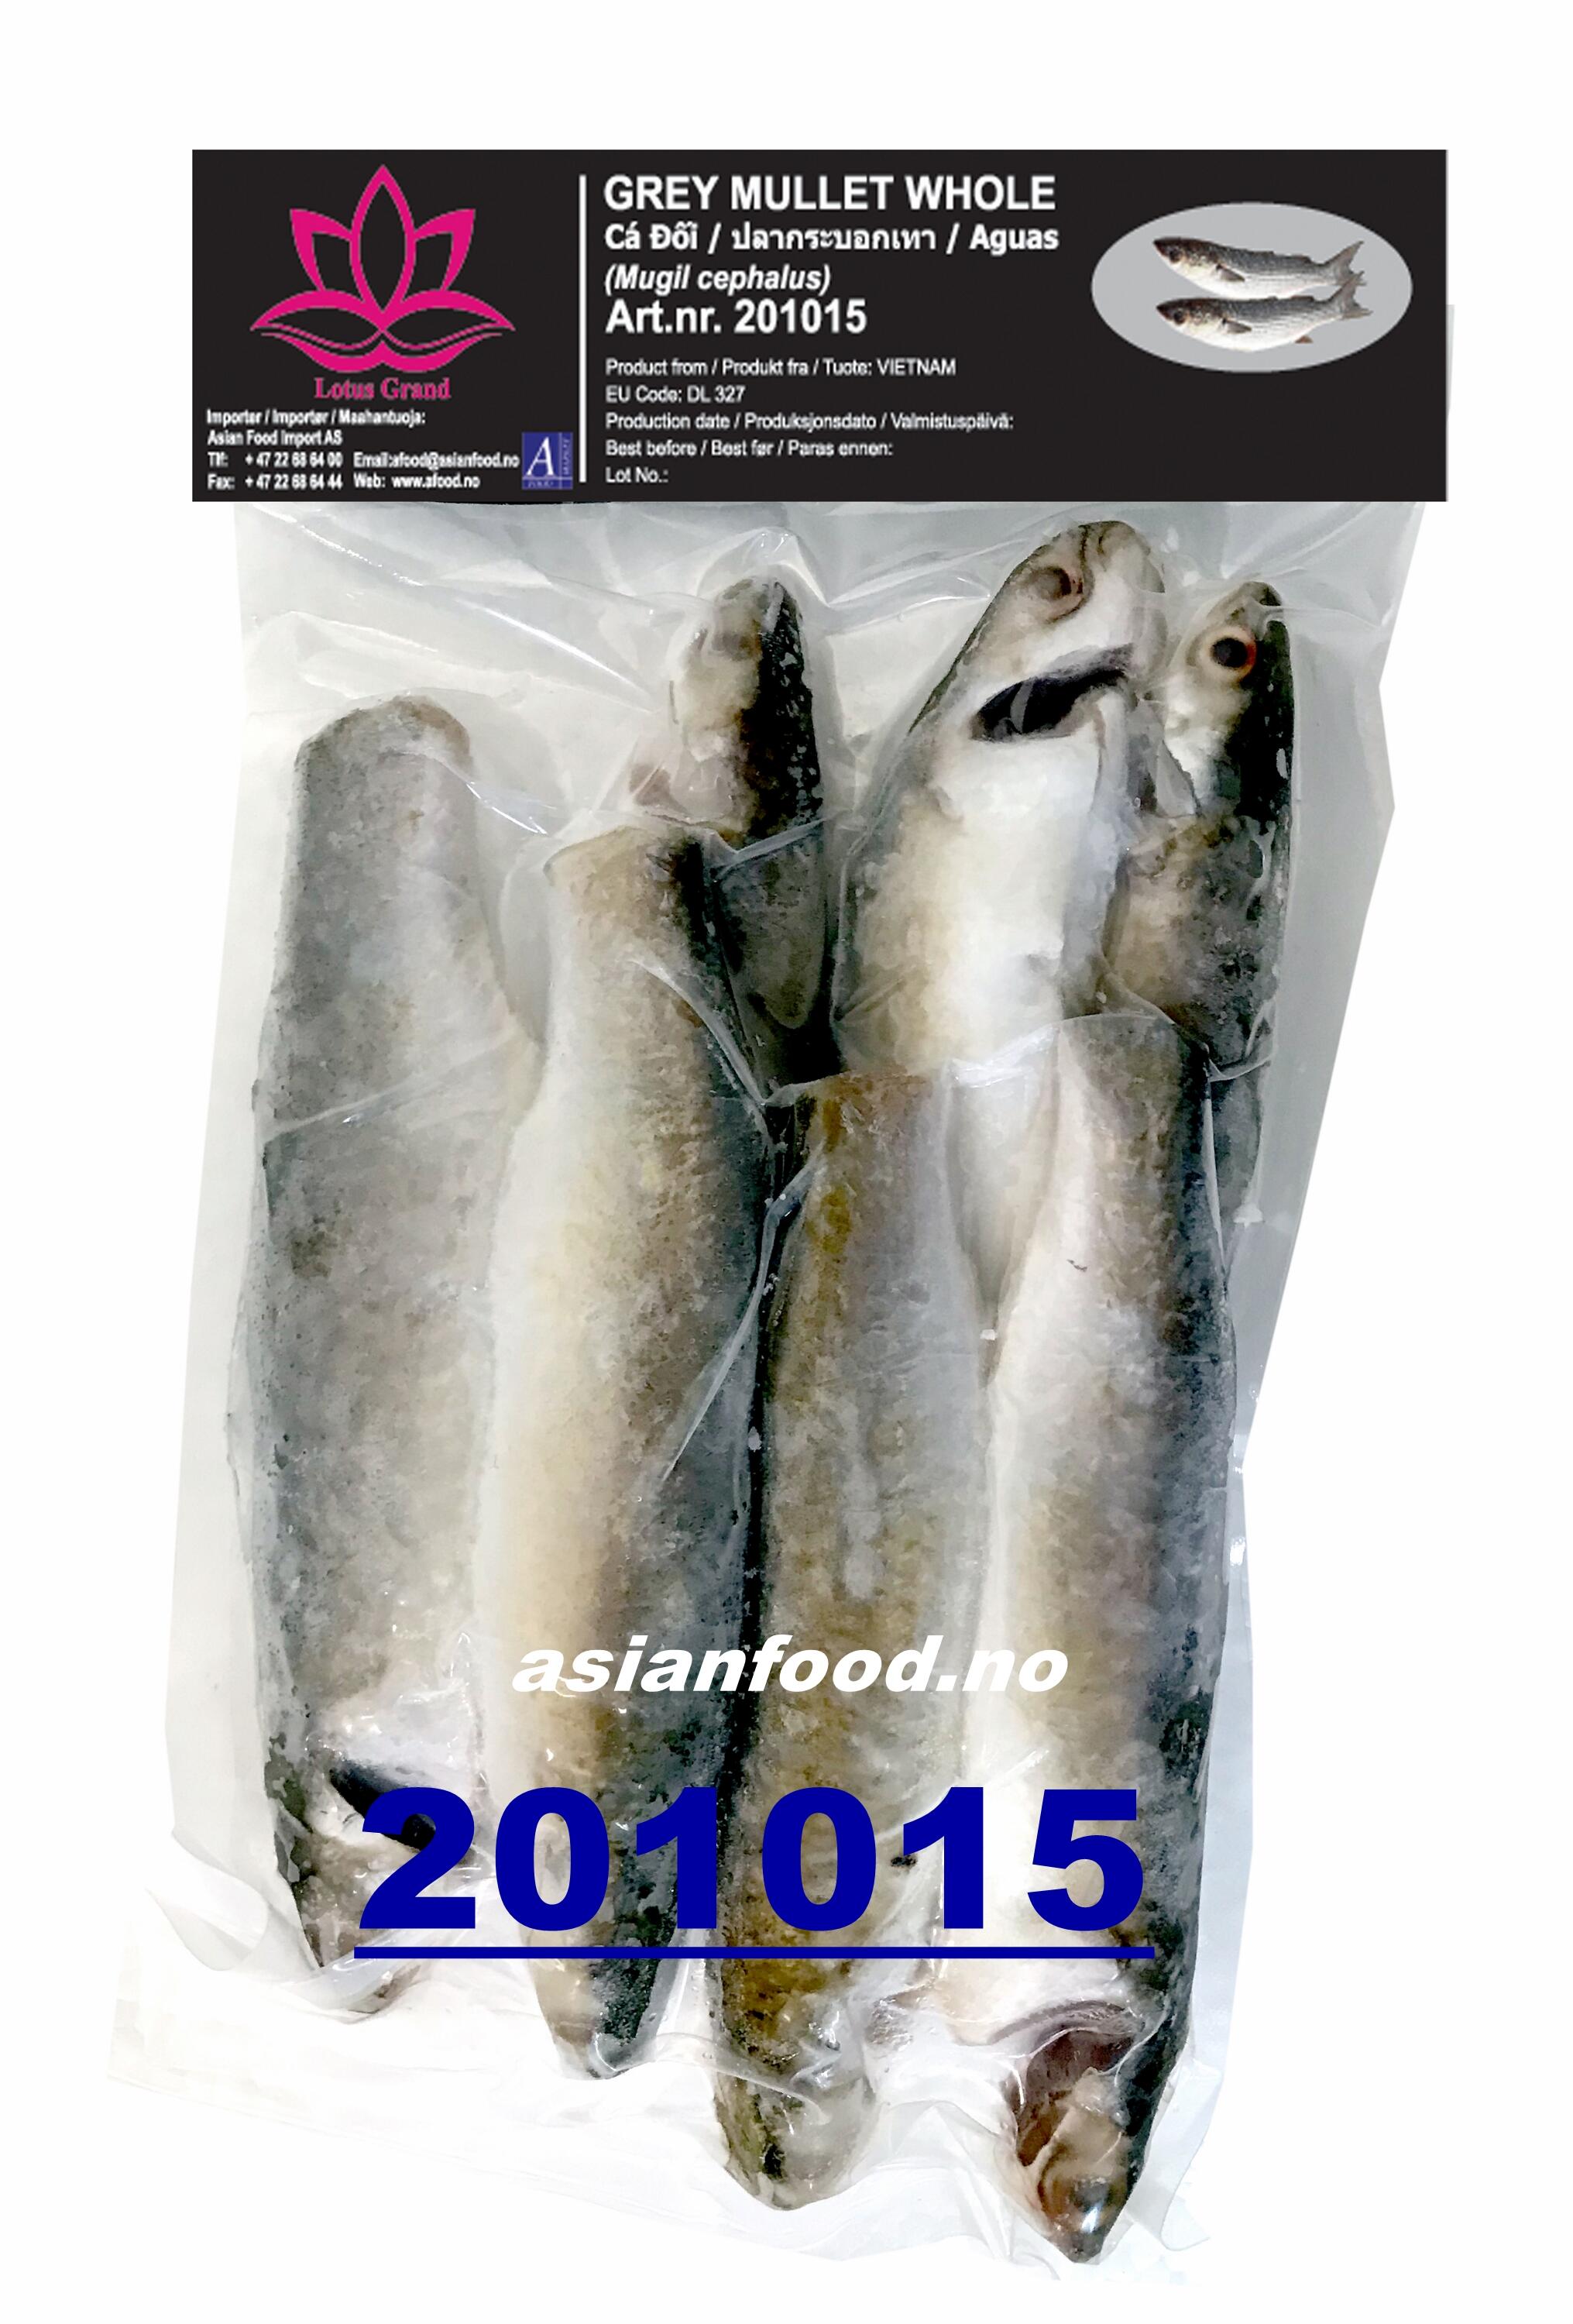 Lotus Grand
Importer / Importør / Maahantuoja:
Asian Food Import AS
Tlf: + 47 22 68 64 00 Email:afood@asianfood.no
Fax: + 47 22 68 64 44 Web: www.afood.no
A
FOOD
GREY MULLET WHOLE
Cá Đối / ปลากระบอกเทา / Aguas
(Mugil cephalus)
Art.nr. 201015
Product from / Produkt fra / Tuote: VIETNAM
EU Code: DL 327
Production date / Produksjonsdato / Valmistuspäivä:
Best before / Best før / Paras ennen:
Lot No.:
asianfood.no
201015